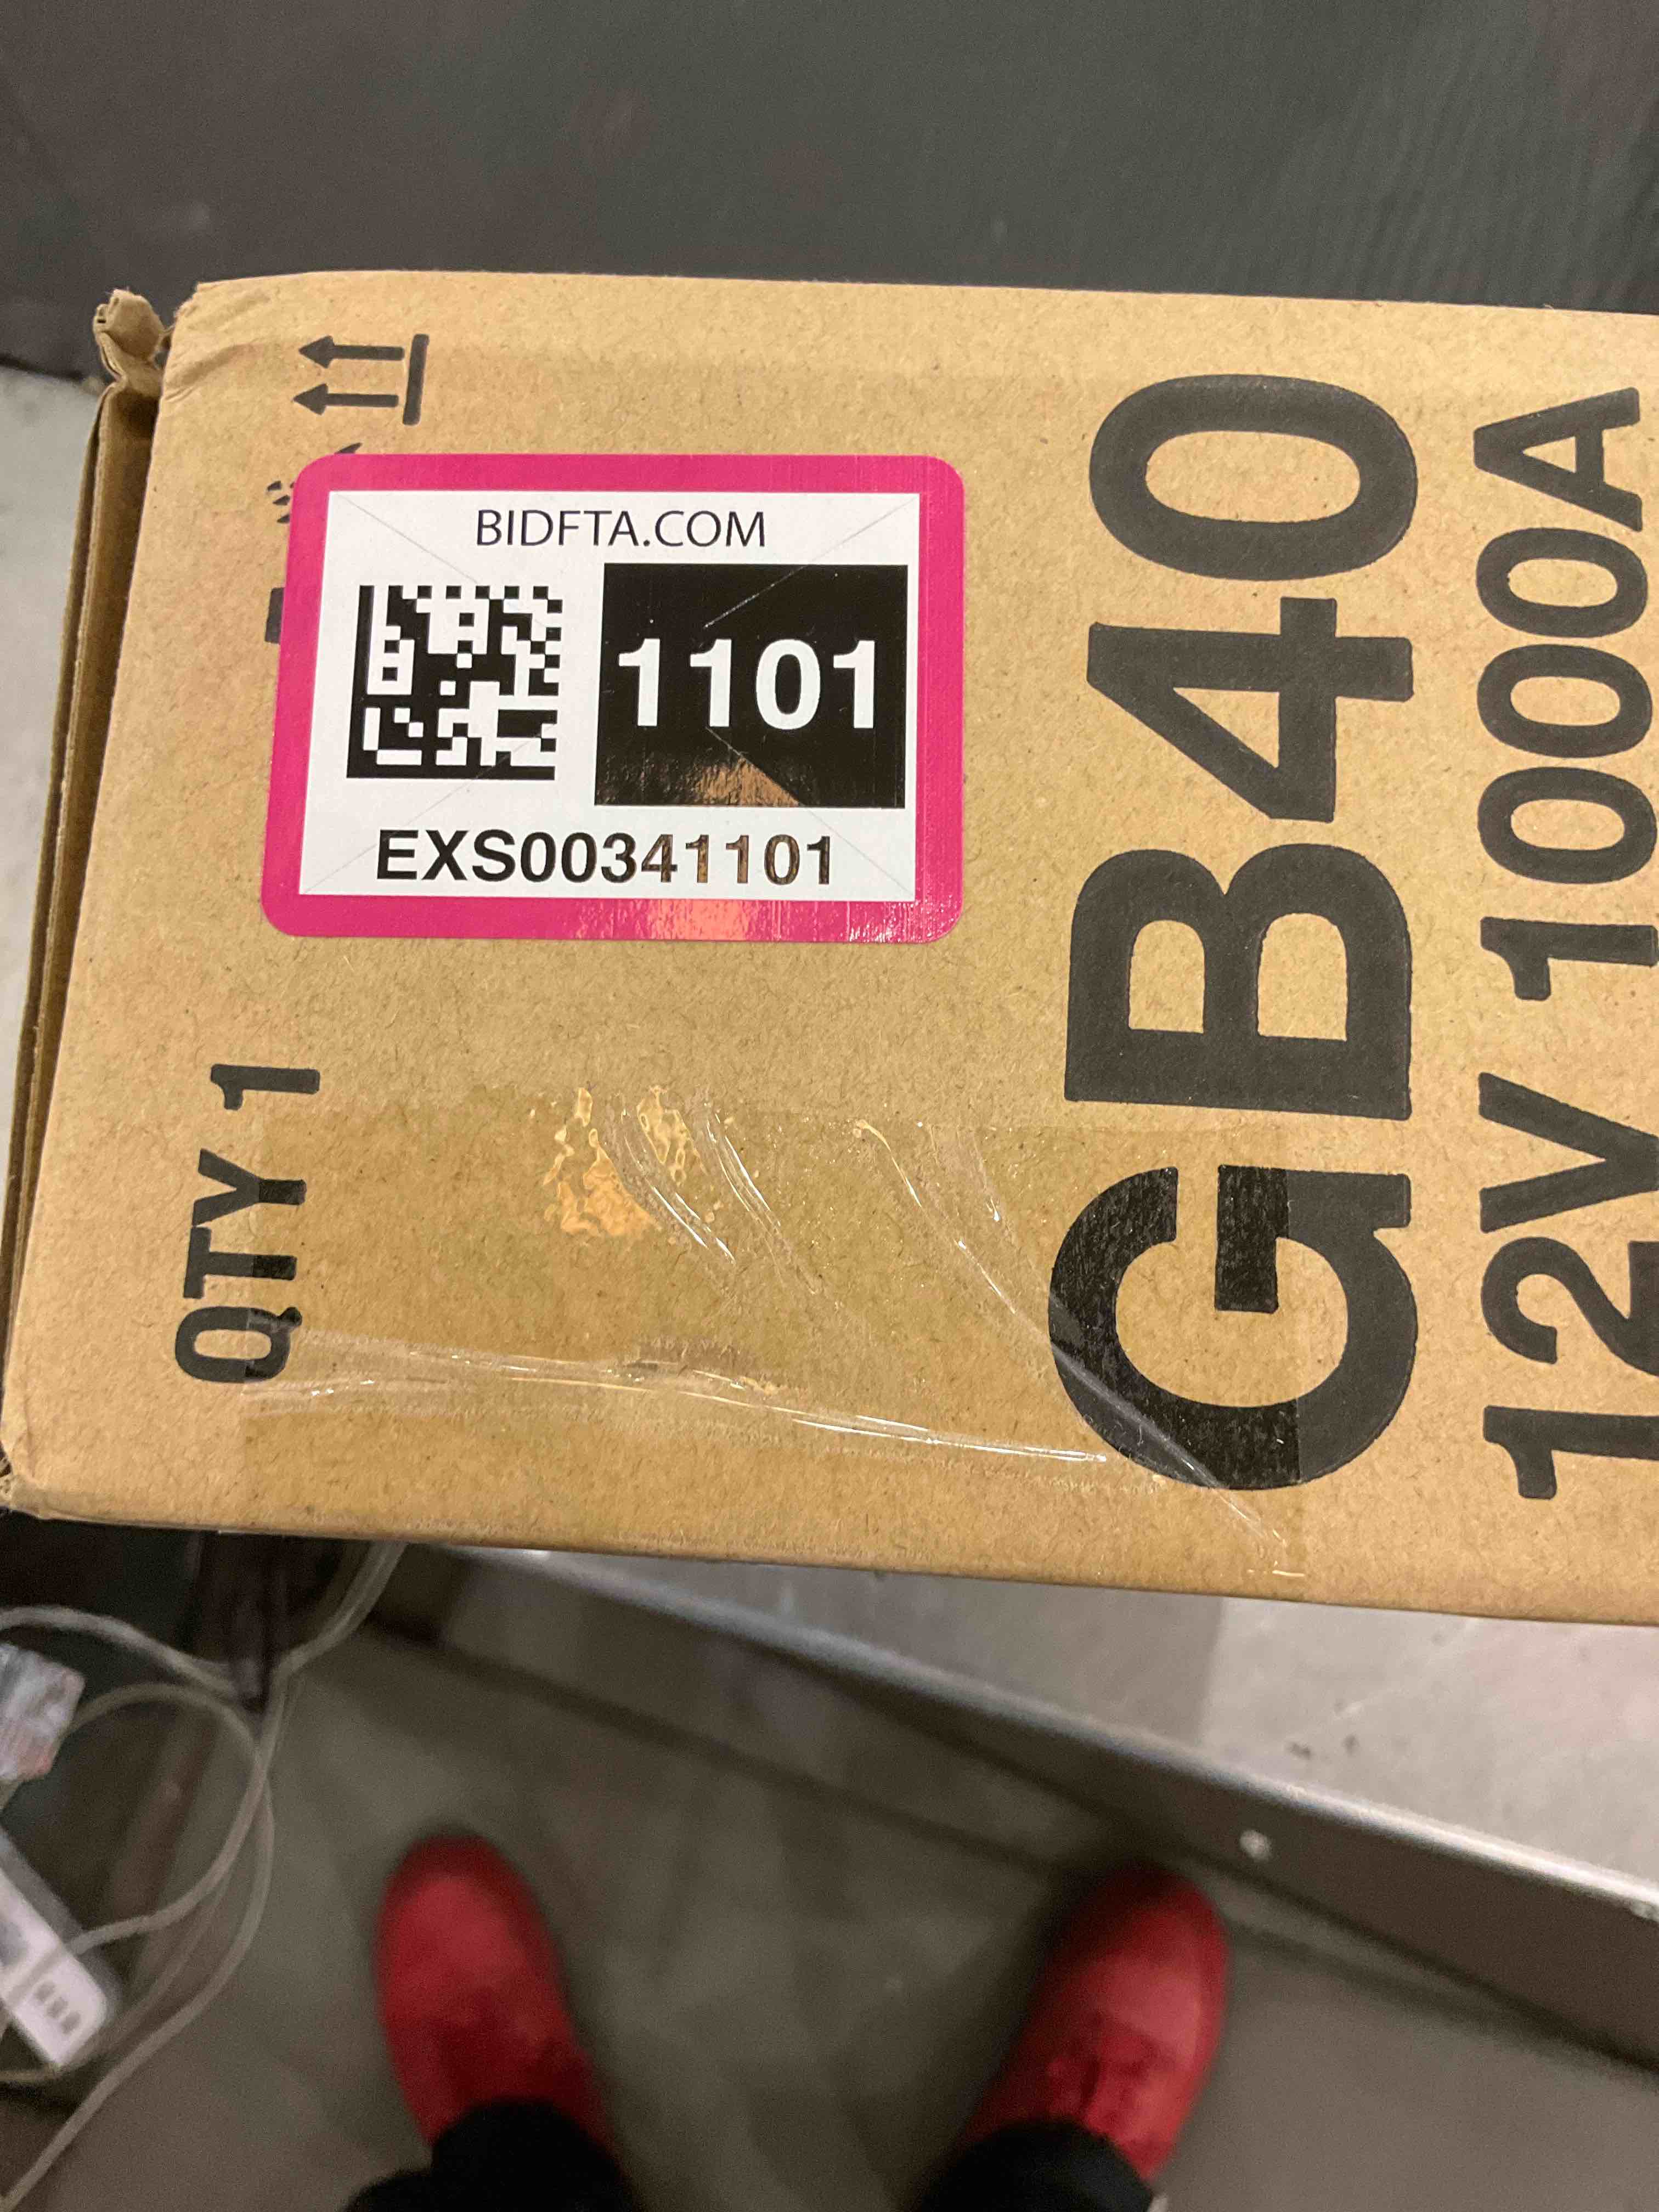 BIDFTA.COM
1101
EXS00341101
QTY 1
GB40
12V 1000A